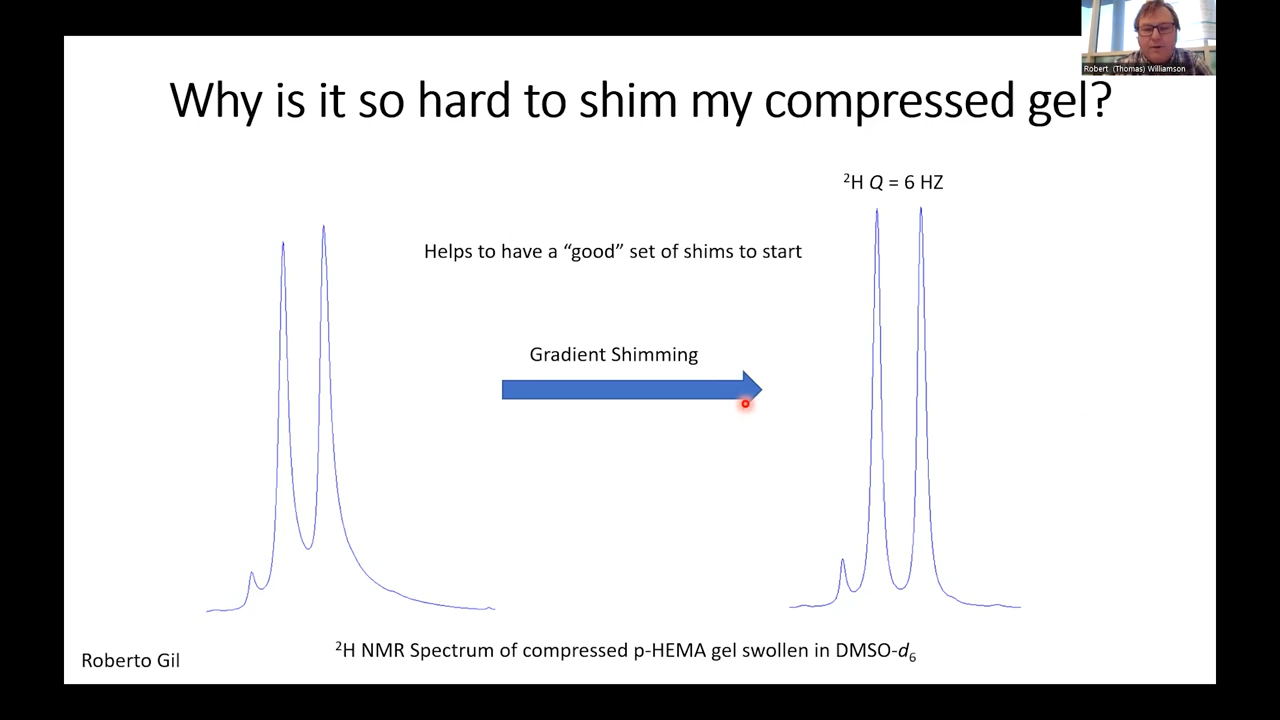 Robert (Thomas) Williamson
Why is it so hard to shim my compressed gel?
²H Q = 6 HZ
Helps to have a “good” set of shims to start
Gradient Shimming
²H NMR Spectrum of compressed p-HEMA gel swollen in DMSO-d₆
Roberto Gil